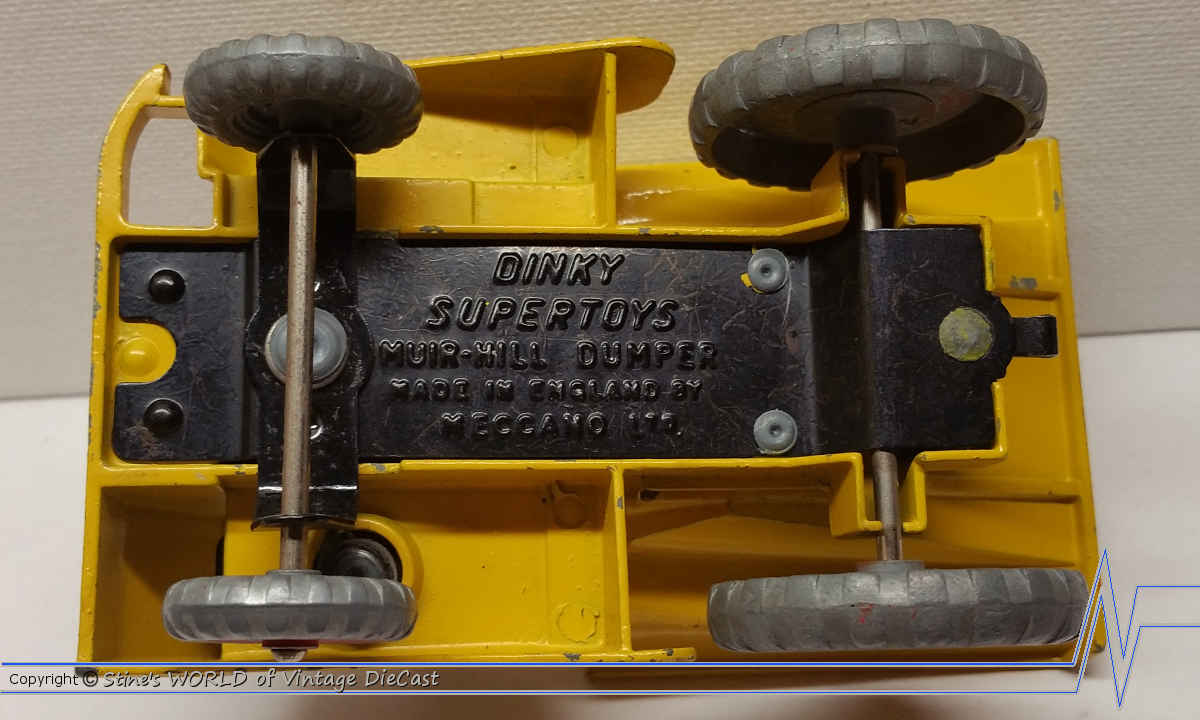 DINKY
SUPERTOYS
MUIR-HILL DUMPER
MADE IN ENGLAND BY
MECCANO LTD.
Copyright © Stine's WORLD of Vintage DieCast